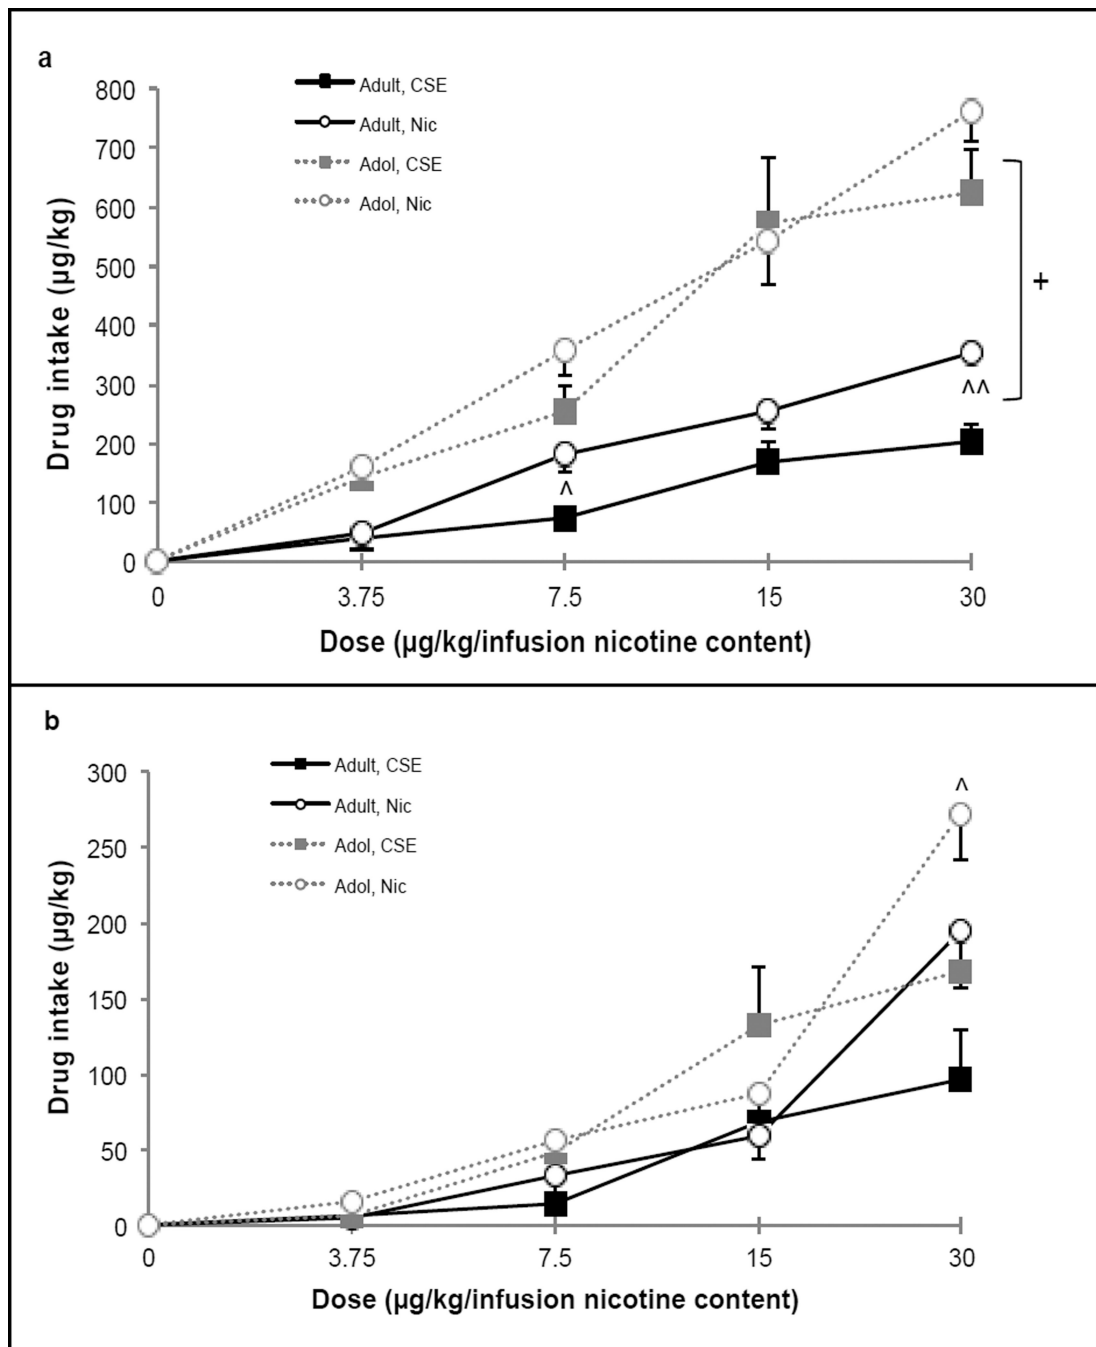 a
Adult, CSE
Adult, Nic
Adol, CSE
Adol, Nic
800
700
600
500
400
300
200
100
0
Drug intake (µg/kg)
+
^^
^
0 3.75 7.5 15 30
Dose (µg/kg/infusion nicotine content)
b
Adult, CSE
Adult, Nic
Adol, CSE
Adol, Nic
300
250
200
150
100
50
0
Drug intake (µg/kg)
^
0 3.75 7.5 15 30
Dose (µg/kg/infusion nicotine content)